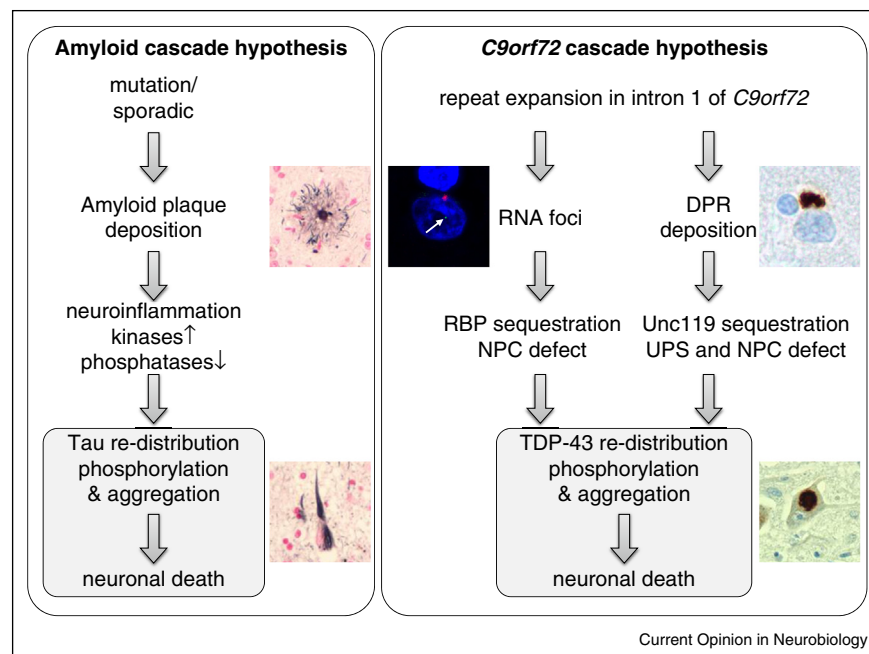 Amyloid cascade hypothesis
mutation/
sporadic
Amyloid plaque
deposition
neuroinflammation
kinases↑
phosphatases↓
Tau re-distribution
phosphorylation
& aggregation
neuronal death
C9orf72 cascade hypothesis
repeat expansion in intron 1 of C9orf72
RNA foci
DPR
deposition
RBP sequestration
NPC defect
Unc119 sequestration
UPS and NPC defect
TDP-43 re-distribution
phosphorylation
& aggregation
neuronal death
Current Opinion in Neurobiology